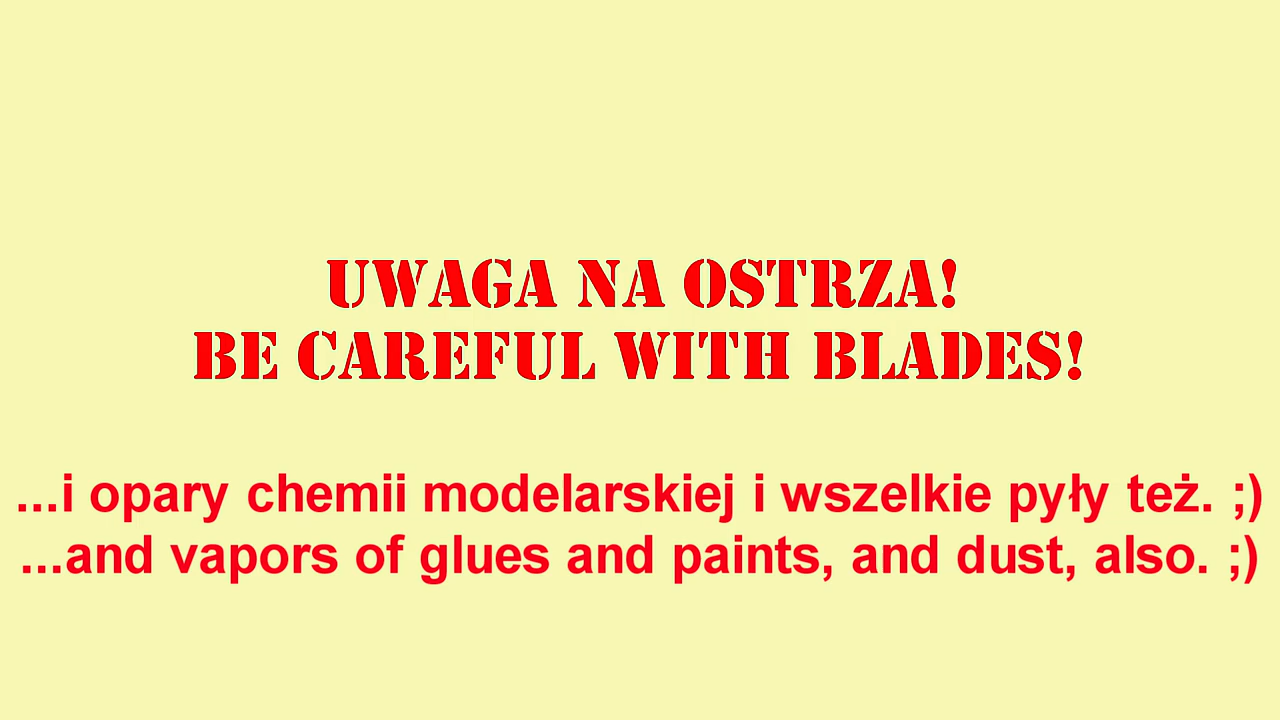 UWAGA NA OSTRZA!
BE CAREFUL WITH BLADES!
...i opary chemii modelarskiej i wszelkie pyły też. ;)
...and vapors of glues and paints, and dust, also. ;)